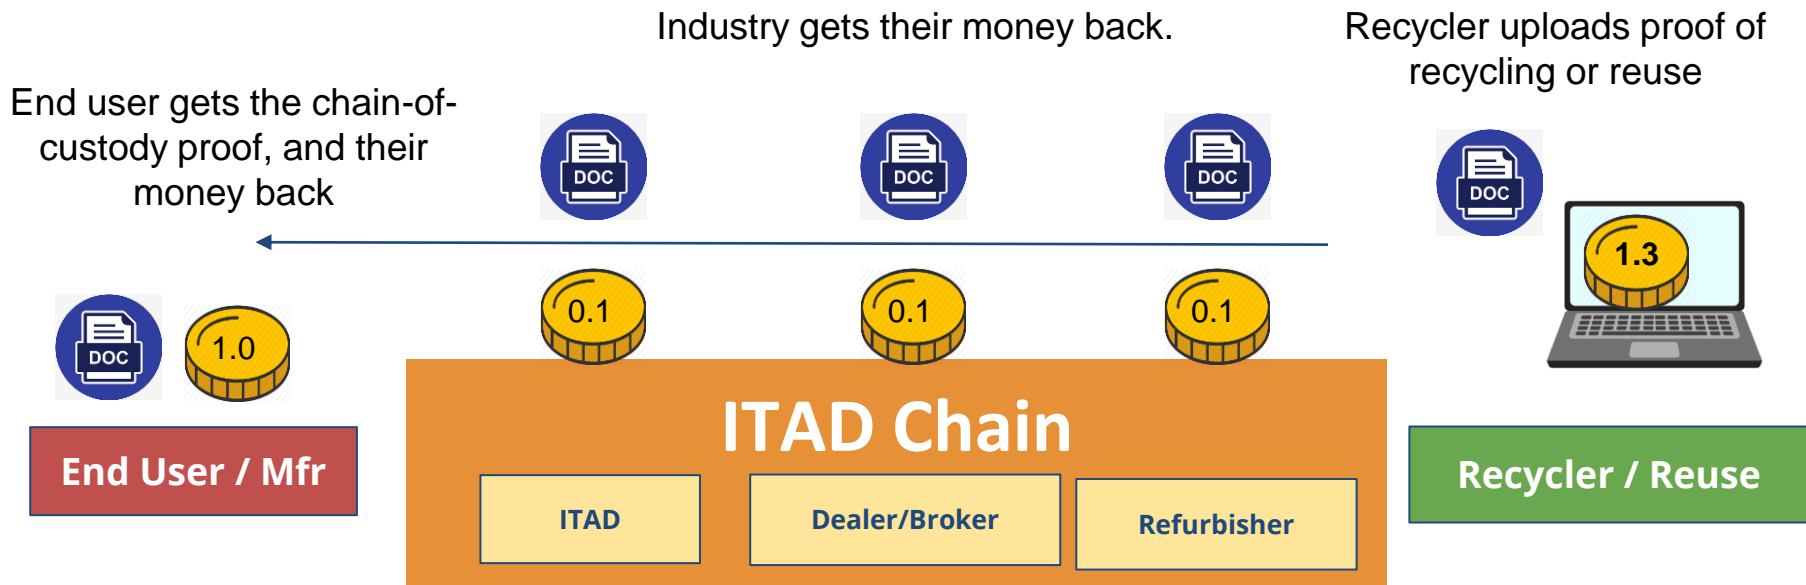 Industry gets their money back.
Recycler uploads proof of
recycling or reuse
End user gets the chain-of-
custody proof, and their
money back
DOC
DOC
DOC
DOC
1.3
0.1
0.1
0.1
DOC
1.0
ITAD Chain
End User / Mfr
Recycler / Reuse
ITAD
Dealer/Broker
Refurbisher